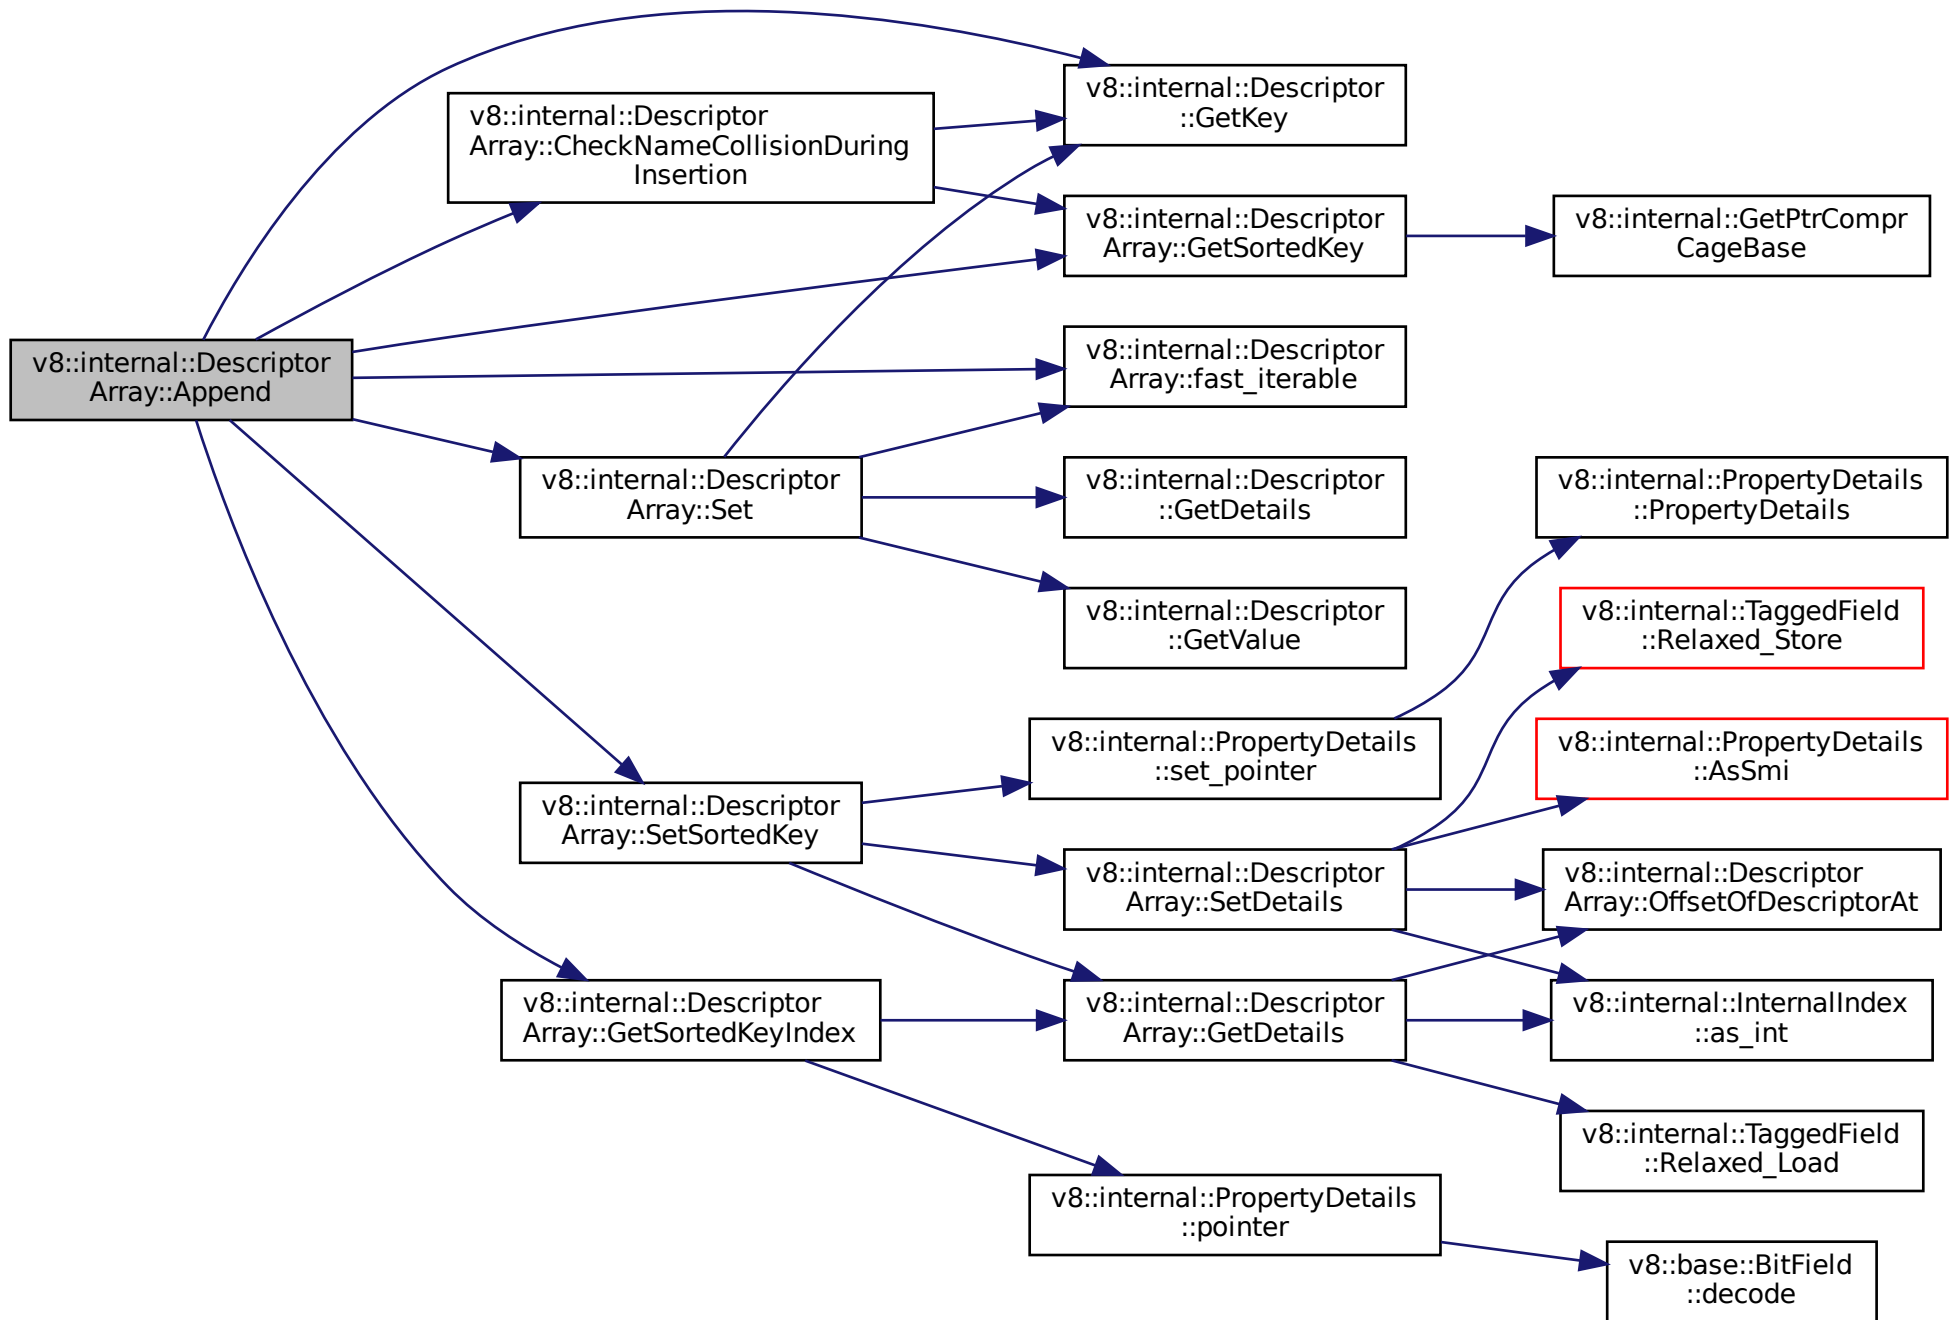 v8::internal::Descriptor
::GetKey
v8::internal::Descriptor
Array::CheckNameCollisionDuring
Insertion
v8::internal::Descriptor
Array::GetSortedKey
v8::internal::GetPtrCompr
CageBase
v8::internal::Descriptor
Array::Append
v8::internal::Descriptor
Array::fast_iterable
v8::internal::Descriptor
Array::Set
v8::internal::Descriptor
::GetDetails
v8::internal::PropertyDetails
::PropertyDetails
v8::internal::Descriptor
::GetValue
v8::internal::TaggedField
::Relaxed_Store
v8::internal::PropertyDetails
::set_pointer
v8::internal::PropertyDetails
::AsSmi
v8::internal::Descriptor
Array::SetSortedKey
v8::internal::Descriptor
Array::SetDetails
v8::internal::Descriptor
Array::OffsetOfDescriptorAt
v8::internal::Descriptor
Array::GetSortedKeyIndex
v8::internal::Descriptor
Array::GetDetails
v8::internal::InternalIndex
::as_int
v8::internal::TaggedField
::Relaxed_Load
v8::internal::PropertyDetails
::pointer
v8::base::BitField
::decode